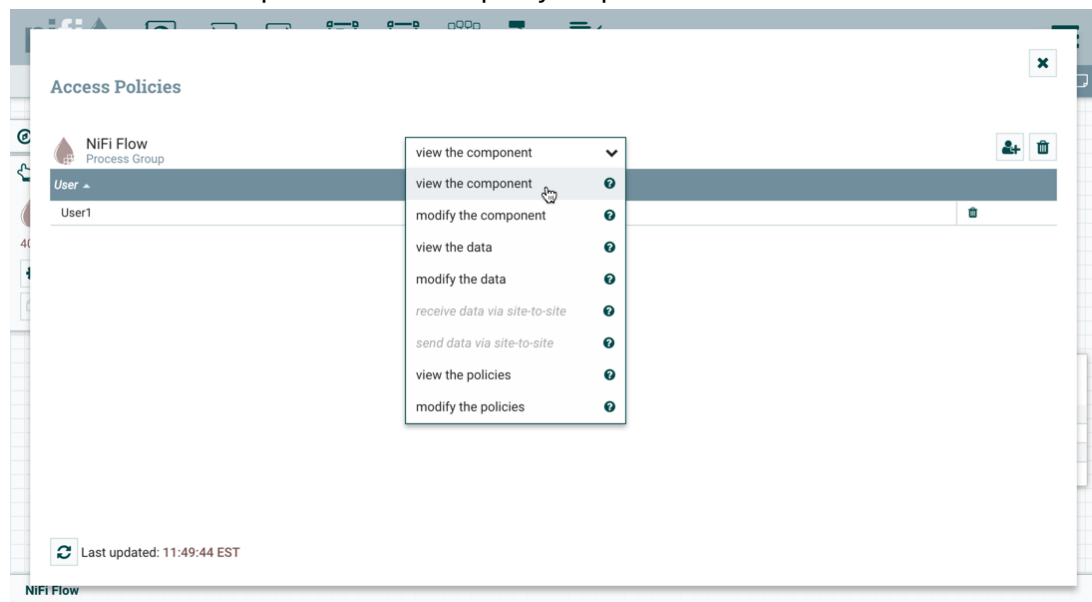 nifi
Access Policies
NiFi Flow
Process Group
view the component
User
view the component
User1
modify the component
view the data
modify the data
receive data via site-to-site
send data via site-to-site
view the policies
modify the policies
Last updated: 11:49:44 EST
NiFi Flow